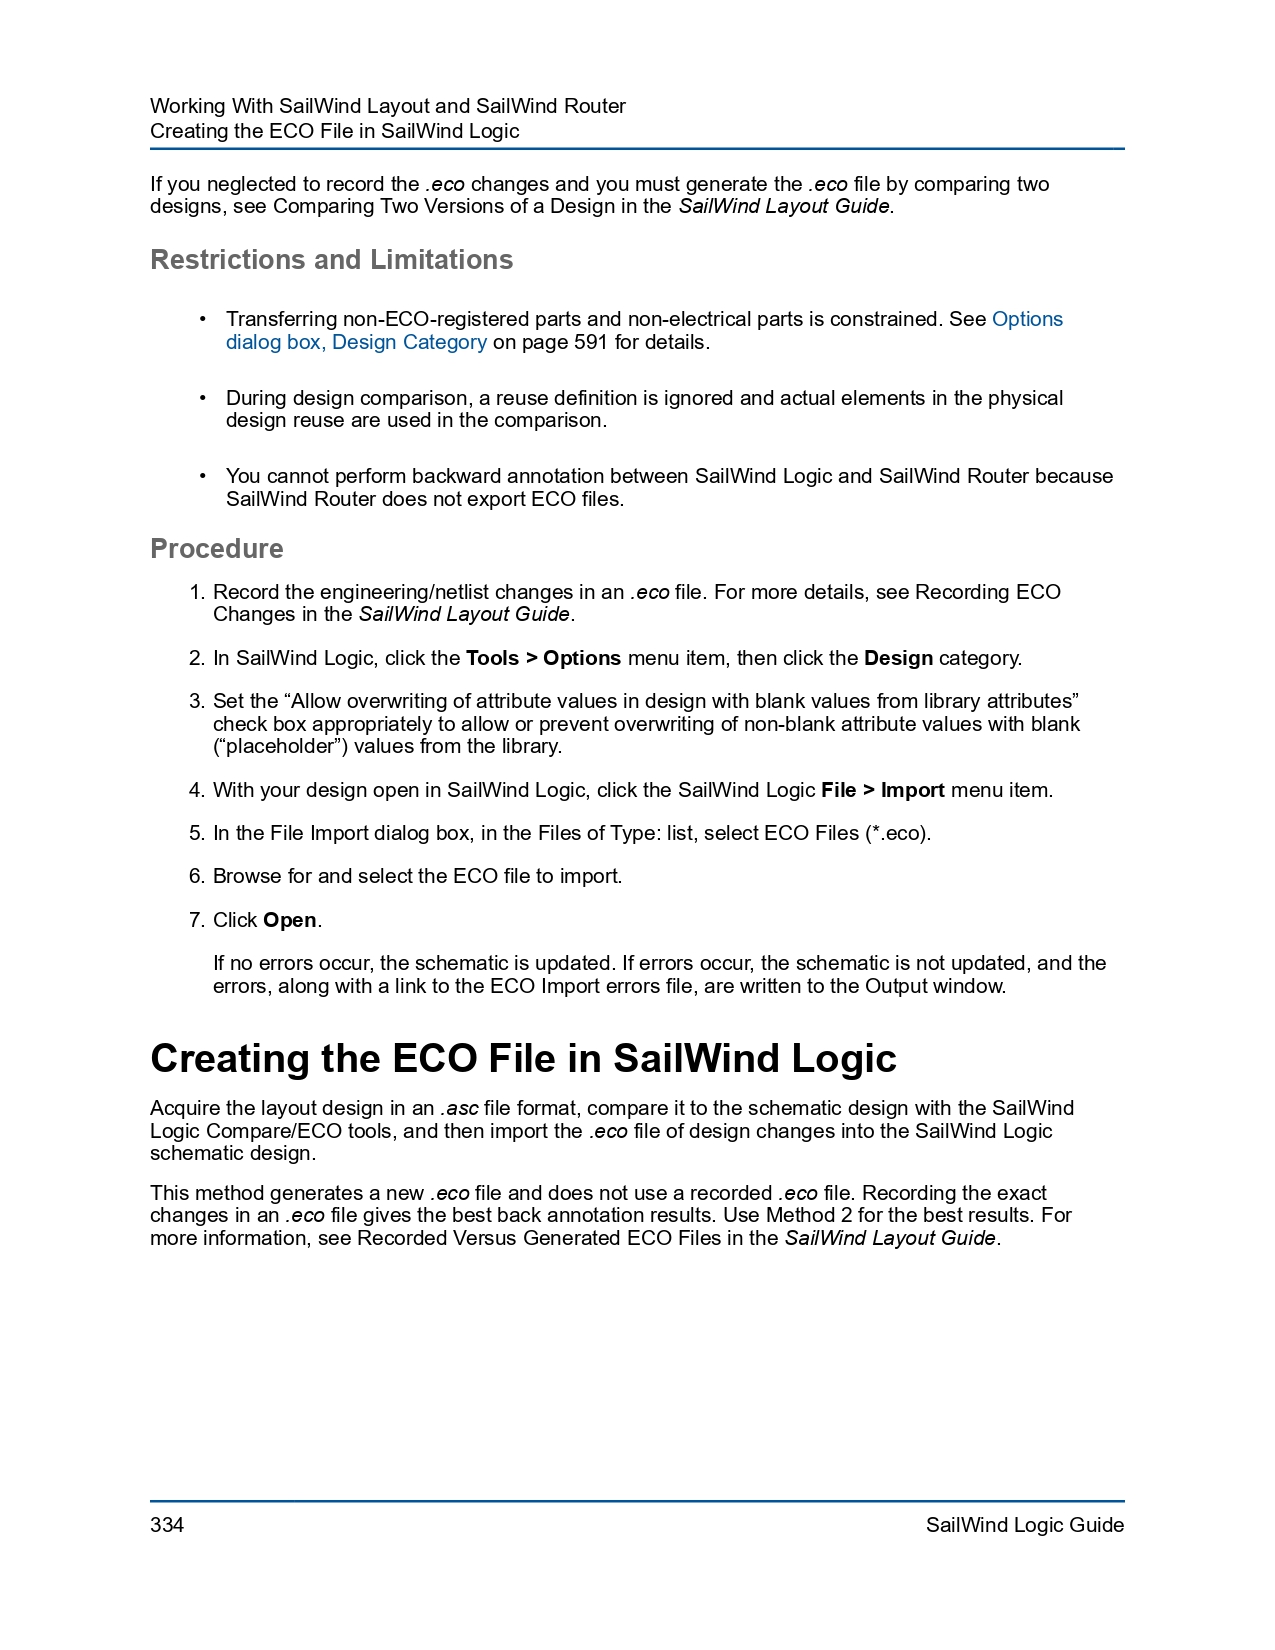 Working With SailWind Layout and SailWind Router
Creating the ECO File in SailWind Logic
If you neglected to record the .eco changes and you must generate the .eco file by comparing two
designs, see Comparing Two Versions of a Design in the SailWind Layout Guide.
Restrictions and Limitations
• Transferring non-ECO-registered parts and non-electrical parts is constrained. See Options
dialog box, Design Category on page 591 for details.
• During design comparison, a reuse definition is ignored and actual elements in the physical
design reuse are used in the comparison.
• You cannot perform backward annotation between SailWind Logic and SailWind Router because
SailWind Router does not export ECO files.
Procedure
1. Record the engineering/netlist changes in an .eco file. For more details, see Recording ECO
Changes in the SailWind Layout Guide.
2. In SailWind Logic, click the Tools > Options menu item, then click the Design category.
3. Set the “Allow overwriting of attribute values in design with blank values from library attributes”
check box appropriately to allow or prevent overwriting of non-blank attribute values with blank
(“placeholder”) values from the library.
4. With your design open in SailWind Logic, click the SailWind Logic File > Import menu item.
5. In the File Import dialog box, in the Files of Type: list, select ECO Files (*.eco).
6. Browse for and select the ECO file to import.
7. Click Open.
If no errors occur, the schematic is updated. If errors occur, the schematic is not updated, and the
errors, along with a link to the ECO Import errors file, are written to the Output window.
Creating the ECO File in SailWind Logic
Acquire the layout design in an .asc file format, compare it to the schematic design with the SailWind
Logic Compare/ECO tools, and then import the .eco file of design changes into the SailWind Logic
schematic design.
This method generates a new .eco file and does not use a recorded .eco file. Recording the exact
changes in an .eco file gives the best back annotation results. Use Method 2 for the best results. For
more information, see Recorded Versus Generated ECO Files in the SailWind Layout Guide.
334 SailWind Logic Guide